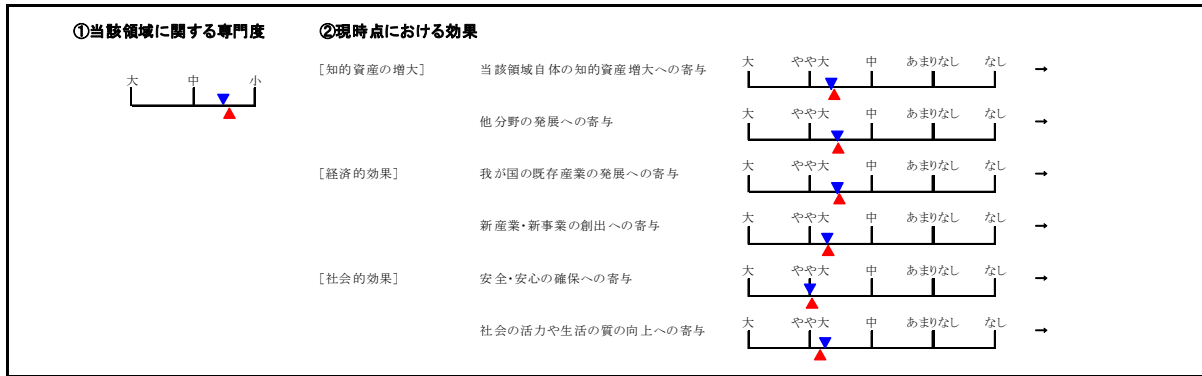 ①当該領域に関する専門度 ②現時点における効果
大 中 小
[知的資産の増大] 当該領域自体の知的資産増大への寄与 大 やや大 中 あまりなし なし →
他分野の発展への寄与 大 やや大 中 あまりなし なし →
[経済的効果] 我が国の既存産業の発展への寄与 大 やや大 中 あまりなし なし →
新産業・新事業の創出への寄与 大 やや大 中 あまりなし なし →
[社会的効果] 安全・安心の確保への寄与 大 やや大 中 あまりなし なし →
社会の活力や生活の質の向上への寄与 大 やや大 中 あまりなし なし →